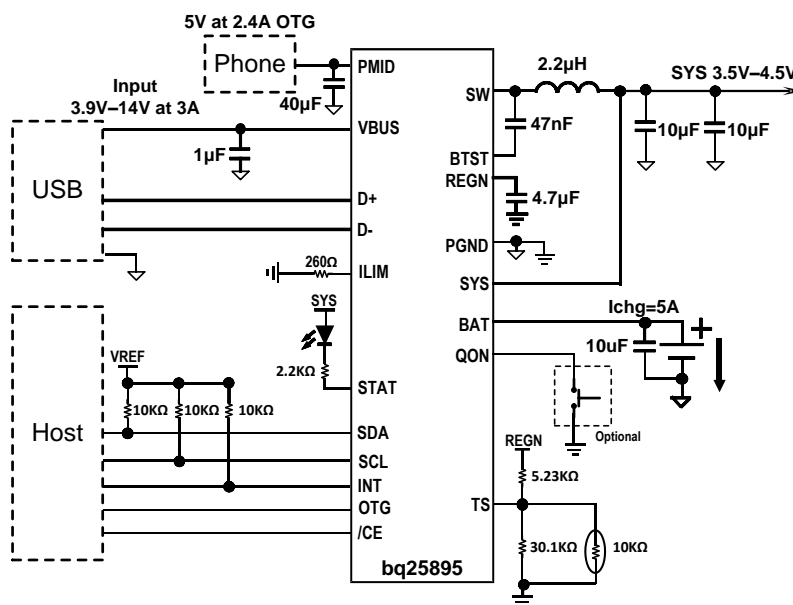 5V at 2.4A OTG
Phone
PMID
40µF
Input
3.9V–14V at 3A
VBUS
1µF
USB
D+
D-
260Ω
ILIM
SYS
2.2KΩ
STAT
VREF
10KΩ
10KΩ
10KΩ
Host
SDA
SCL
INT
OTG
/CE
bq25895
2.2µH
SYS 3.5V–4.5V
SW
47nF
10µF
10µF
BTST
REGN
4.7µF
PGND
SYS
Ichg=5A
BAT
10uF
+
QON
Optional
REGN
5.23KΩ
TS
30.1KΩ
10KΩ